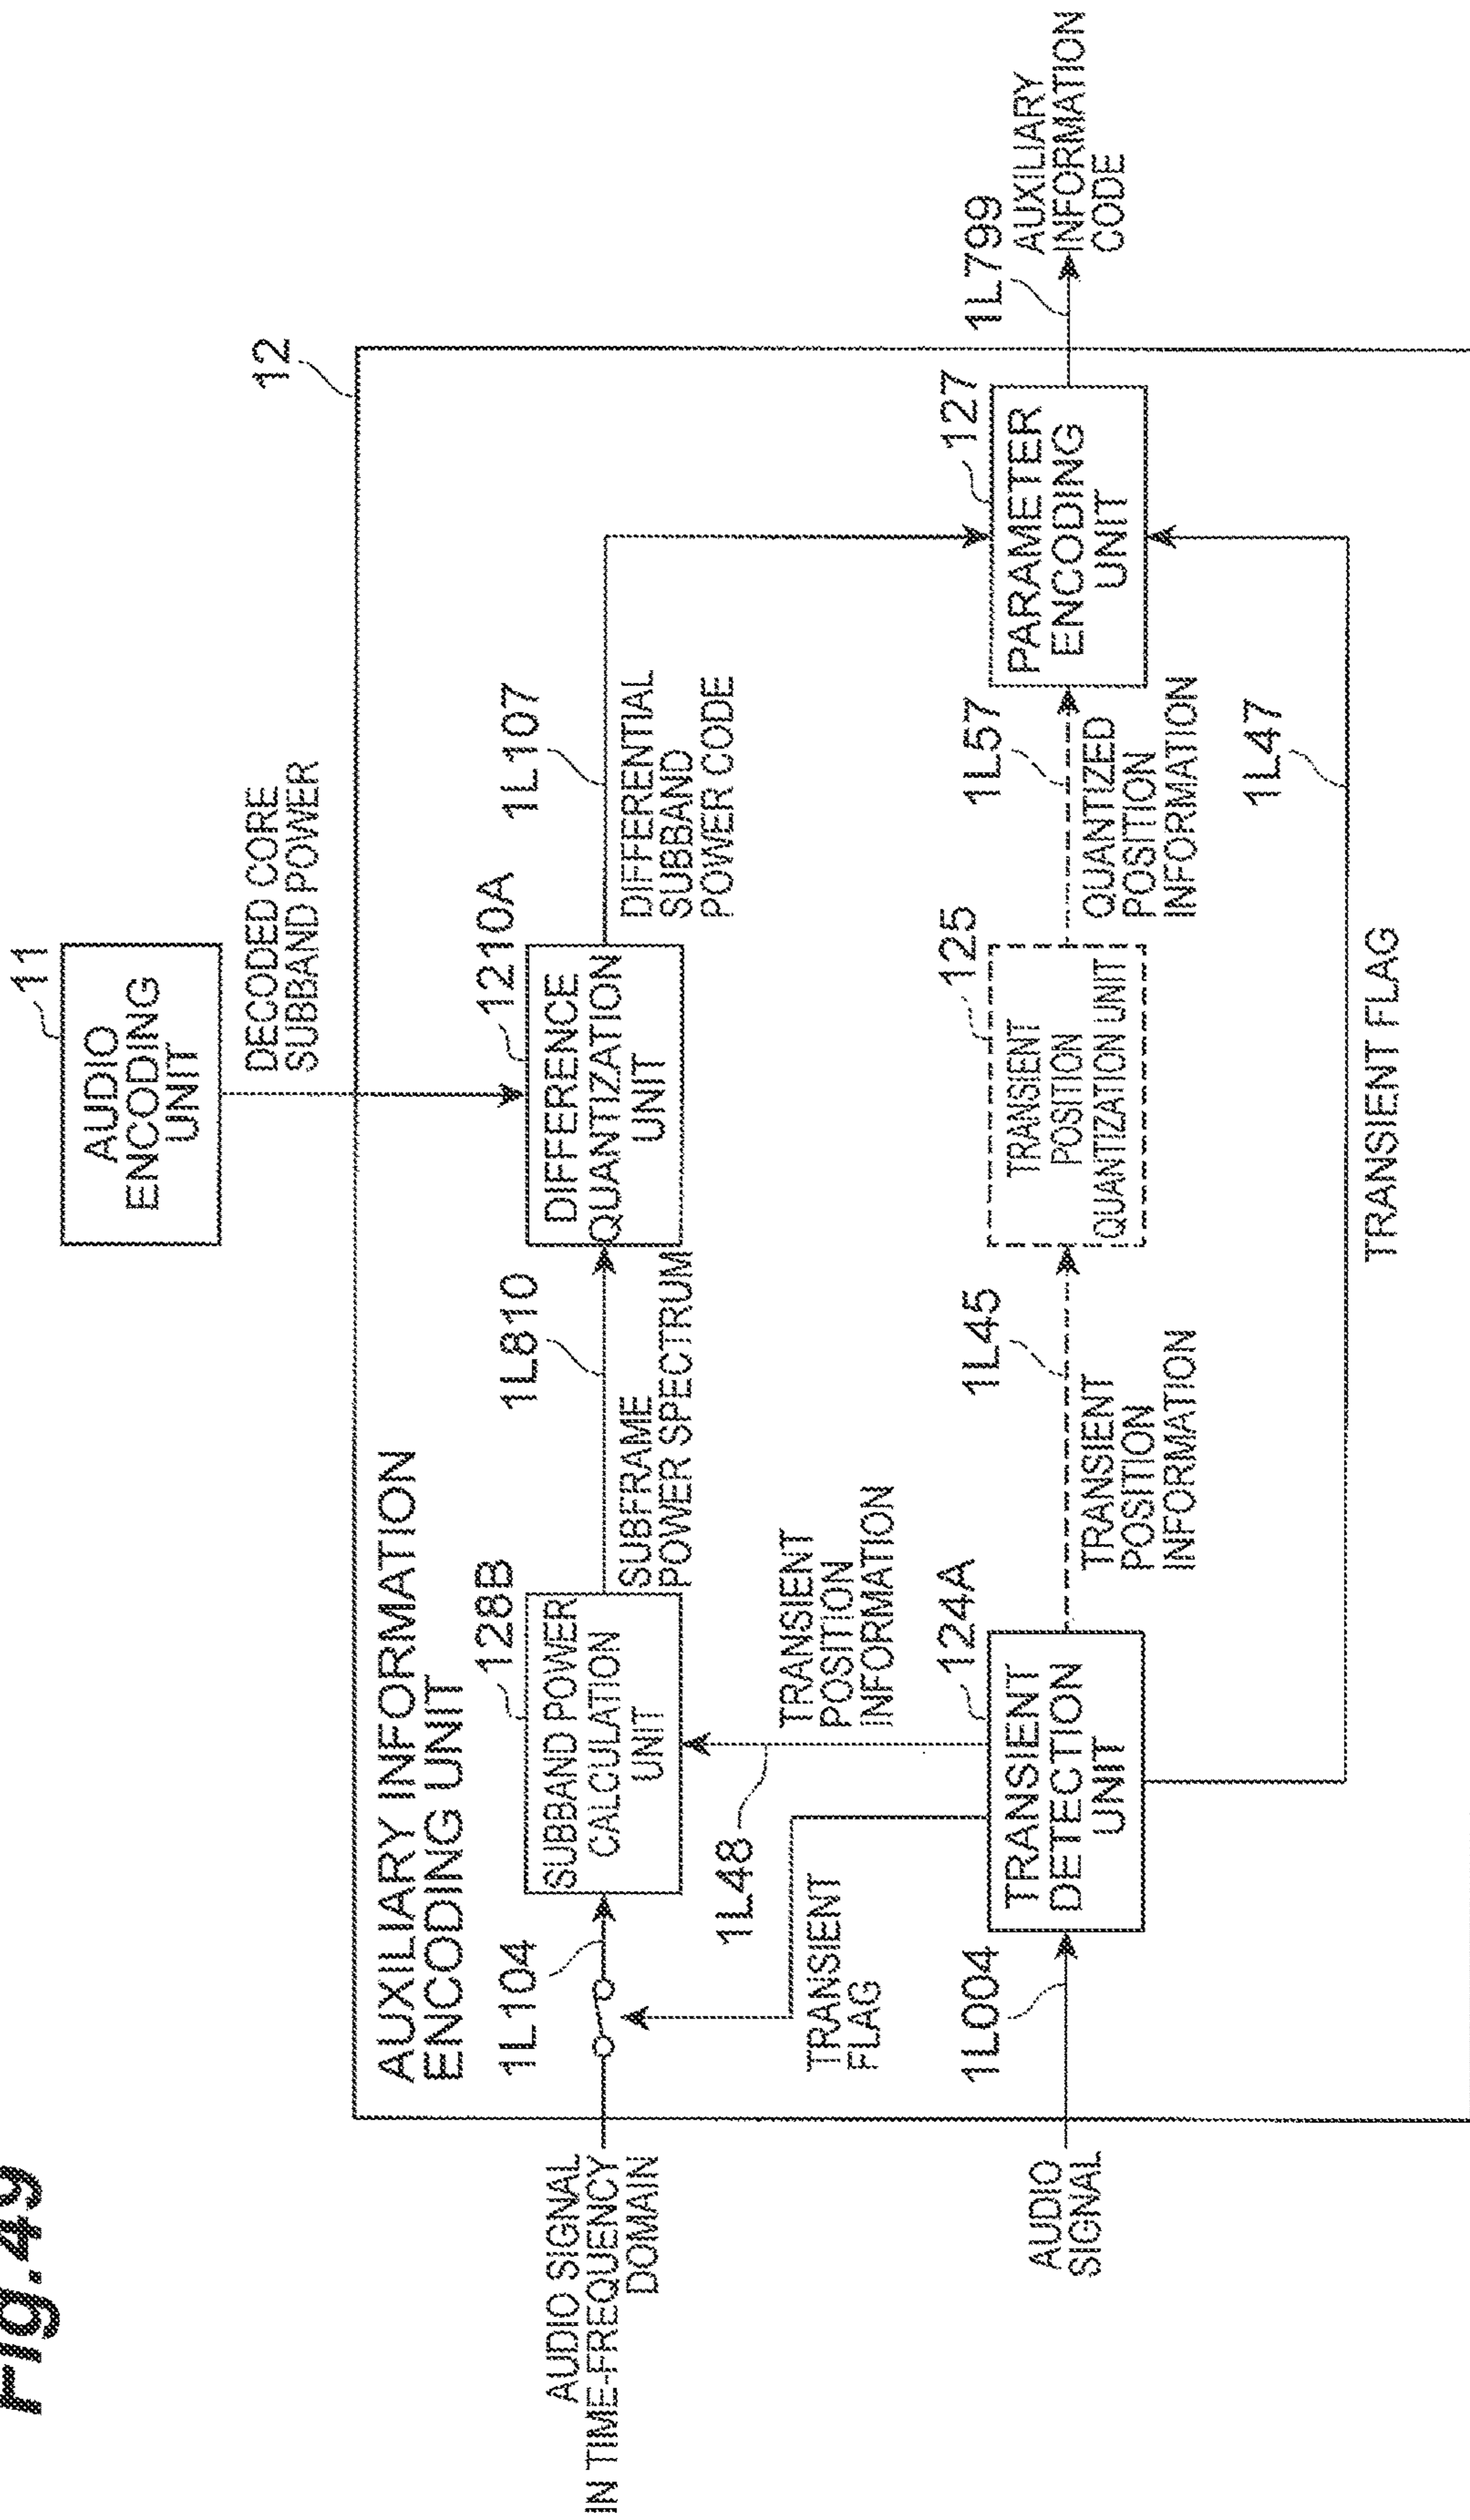 Fig.49
11
AUDIO
ENCODING
UNIT
DECODED CORE
SUBBAND POWER
12
AUXILIARY INFORMATION
ENCODING UNIT
AUDIO SIGNAL
IN TIME-FREQUENCY
DOMAIN
1L104
128B
SUBBAND POWER
CALCULATION
UNIT
1L810
SUBFRAME
POWER SPECTRUM
1210A
DIFFERENCE
QUANTIZATION
UNIT
1L107
DIFFERENTIAL
SUBBAND
POWER CODE
1L48
TRANSIENT
POSITION
INFORMATION
TRANSIENT
FLAG
AUDIO
SIGNAL
1L004
124A
TRANSIENT
DETECTION
UNIT
1L45
TRANSIENT
POSITION
INFORMATION
125
TRANSIENT
POSITION
QUANTIZATION UNIT
1L57
QUANTIZED
POSITION
INFORMATION
127
PARAMETER
ENCODING
UNIT
1L799
AUXILIARY
INFORMATION
CODE
1L47
TRANSIENT FLAG